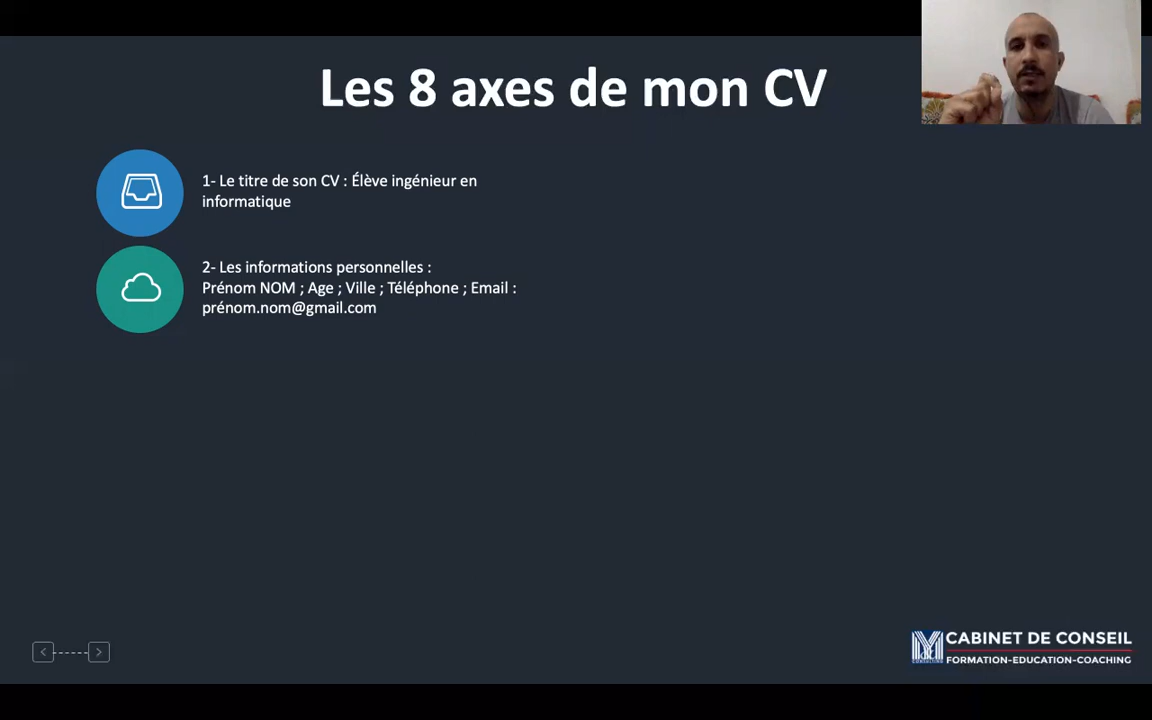 Les 8 axes de mon CV
1- Le titre de son CV : Élève ingénieur en
informatique
2- Les informations personnelles :
Prénom NOM ; Age ; Ville ; Téléphone ; Email :
prénom.nom@gmail.com
CABINET DE CONSEIL
CONSULTING
FORMATION-EDUCATION-COACHING